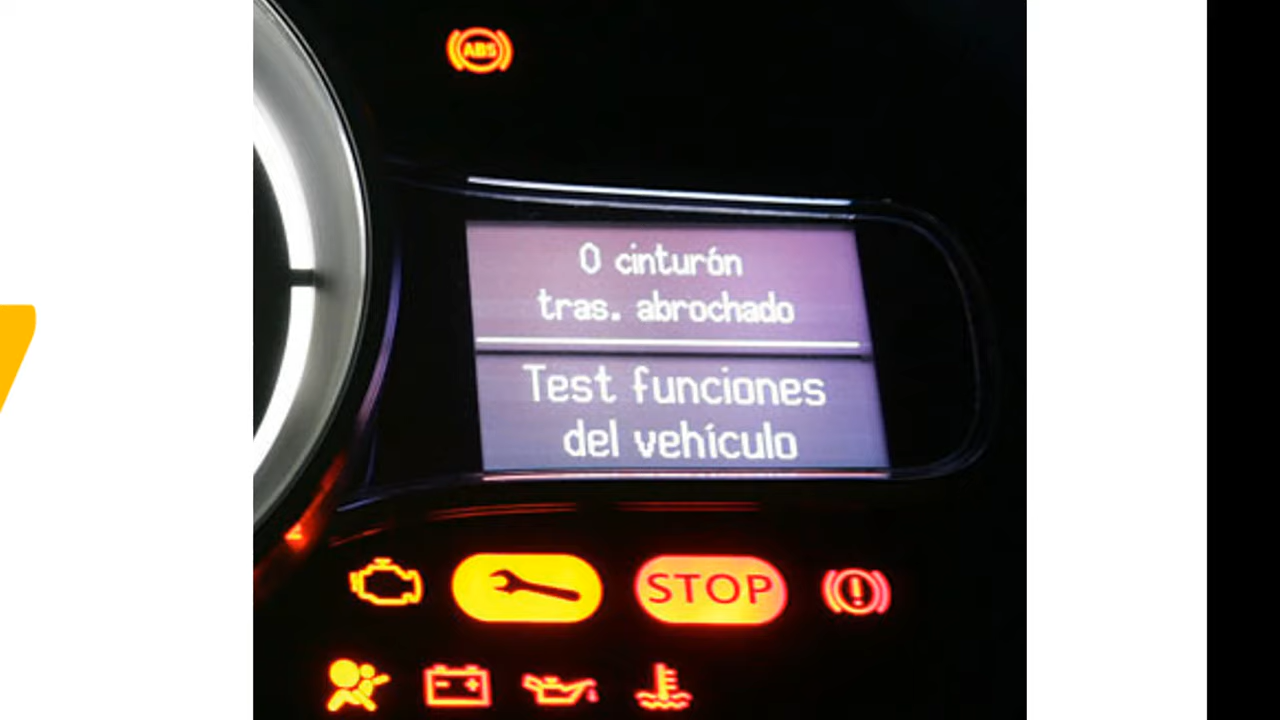 ABS
0 cinturón
tras. abrochado
Test funciones
del vehículo
STOP